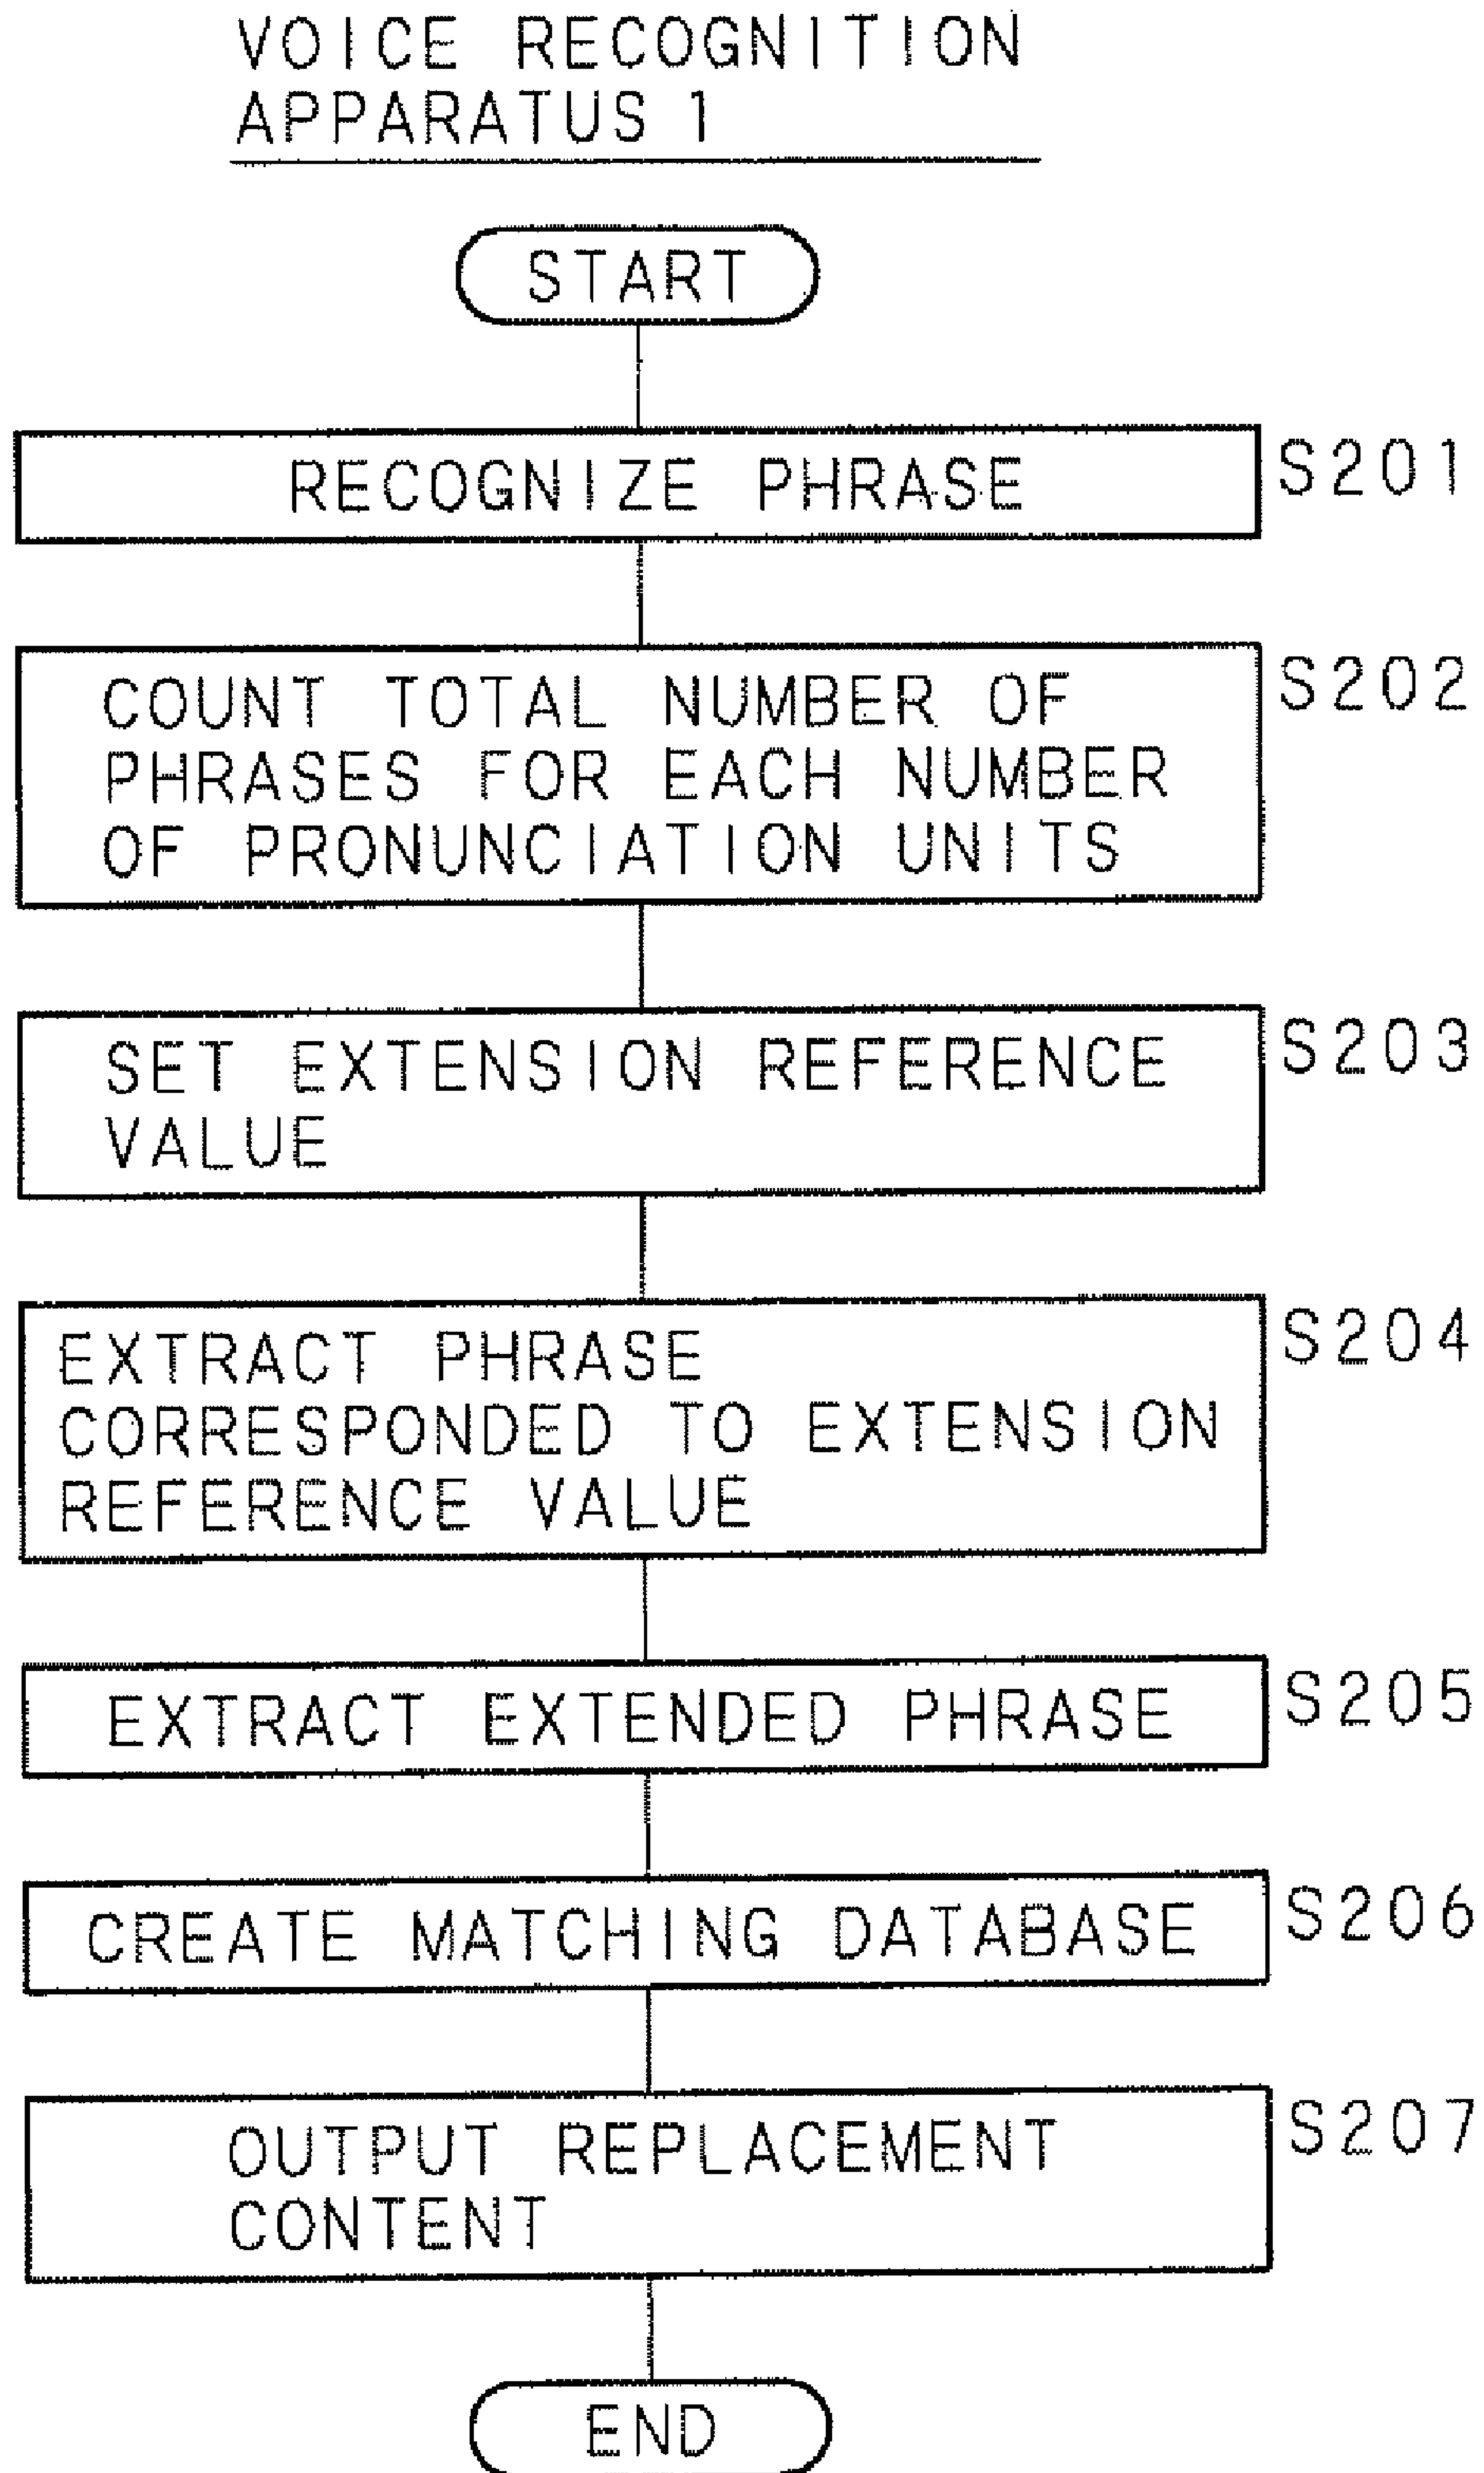 VOICE RECOGNITION
APPARATUS 1
START
RECOGNIZE PHRASE
S201
COUNT TOTAL NUMBER OF
PHRASES FOR EACH NUMBER
OF PRONUNCIATION UNITS
S202
SET EXTENSION REFERENCE
VALUE
S203
EXTRACT PHRASE
CORRESPONDED TO EXTENSION
REFERENCE VALUE
S204
EXTRACT EXTENDED PHRASE
S205
CREATE MATCHING DATABASE
S206
OUTPUT REPLACEMENT
CONTENT
S207
END